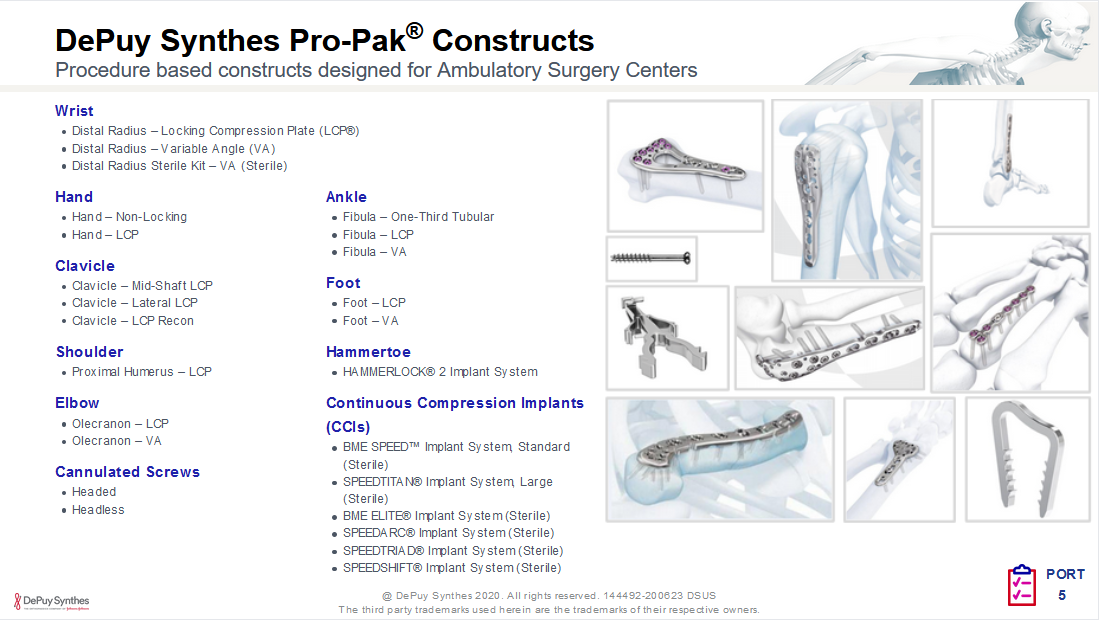 DePuy Synthes Pro-Pak® Constructs
Procedure based constructs designed for Ambulatory Surgery Centers
Wrist
• Distal Radius – Locking Compression Plate (LCP®)
• Distal Radius – Variable Angle (VA)
• Distal Radius Sterile Kit – VA (Sterile)
Hand
• Hand – Non-Locking
• Hand – LCP
Clavicle
• Clavicle – Mid-Shaft LCP
• Clavicle – Lateral LCP
• Clavicle – LCP Recon
Shoulder
• Proximal Humerus – LCP
Elbow
• Olecranon – LCP
• Olecranon – VA
Cannulated Screws
• Headed
• Headless
Ankle
• Fibula – One-Third Tubular
• Fibula – LCP
• Fibula – VA
Foot
• Foot – LCP
• Foot – VA
Hammertoe
• HAMMERLOCK® 2 Implant System
Continuous Compression Implants
(CCIs)
• BME SPEED™ Implant System, Standard
(Sterile)
• SPEEDTITAN® Implant System, Large
(Sterile)
• BME ELITE® Implant System (Sterile)
• SPEEDARC® Implant System (Sterile)
• SPEEDTRIAD® Implant System (Sterile)
• SPEEDSHIFT® Implant System (Sterile)
PORT
5
DePuy Synthes
@ DePuy Synthes 2020. All rights reserved. 144492-200623 DSUS
The third party trademarks used herein are the trademarks of their respective owners.